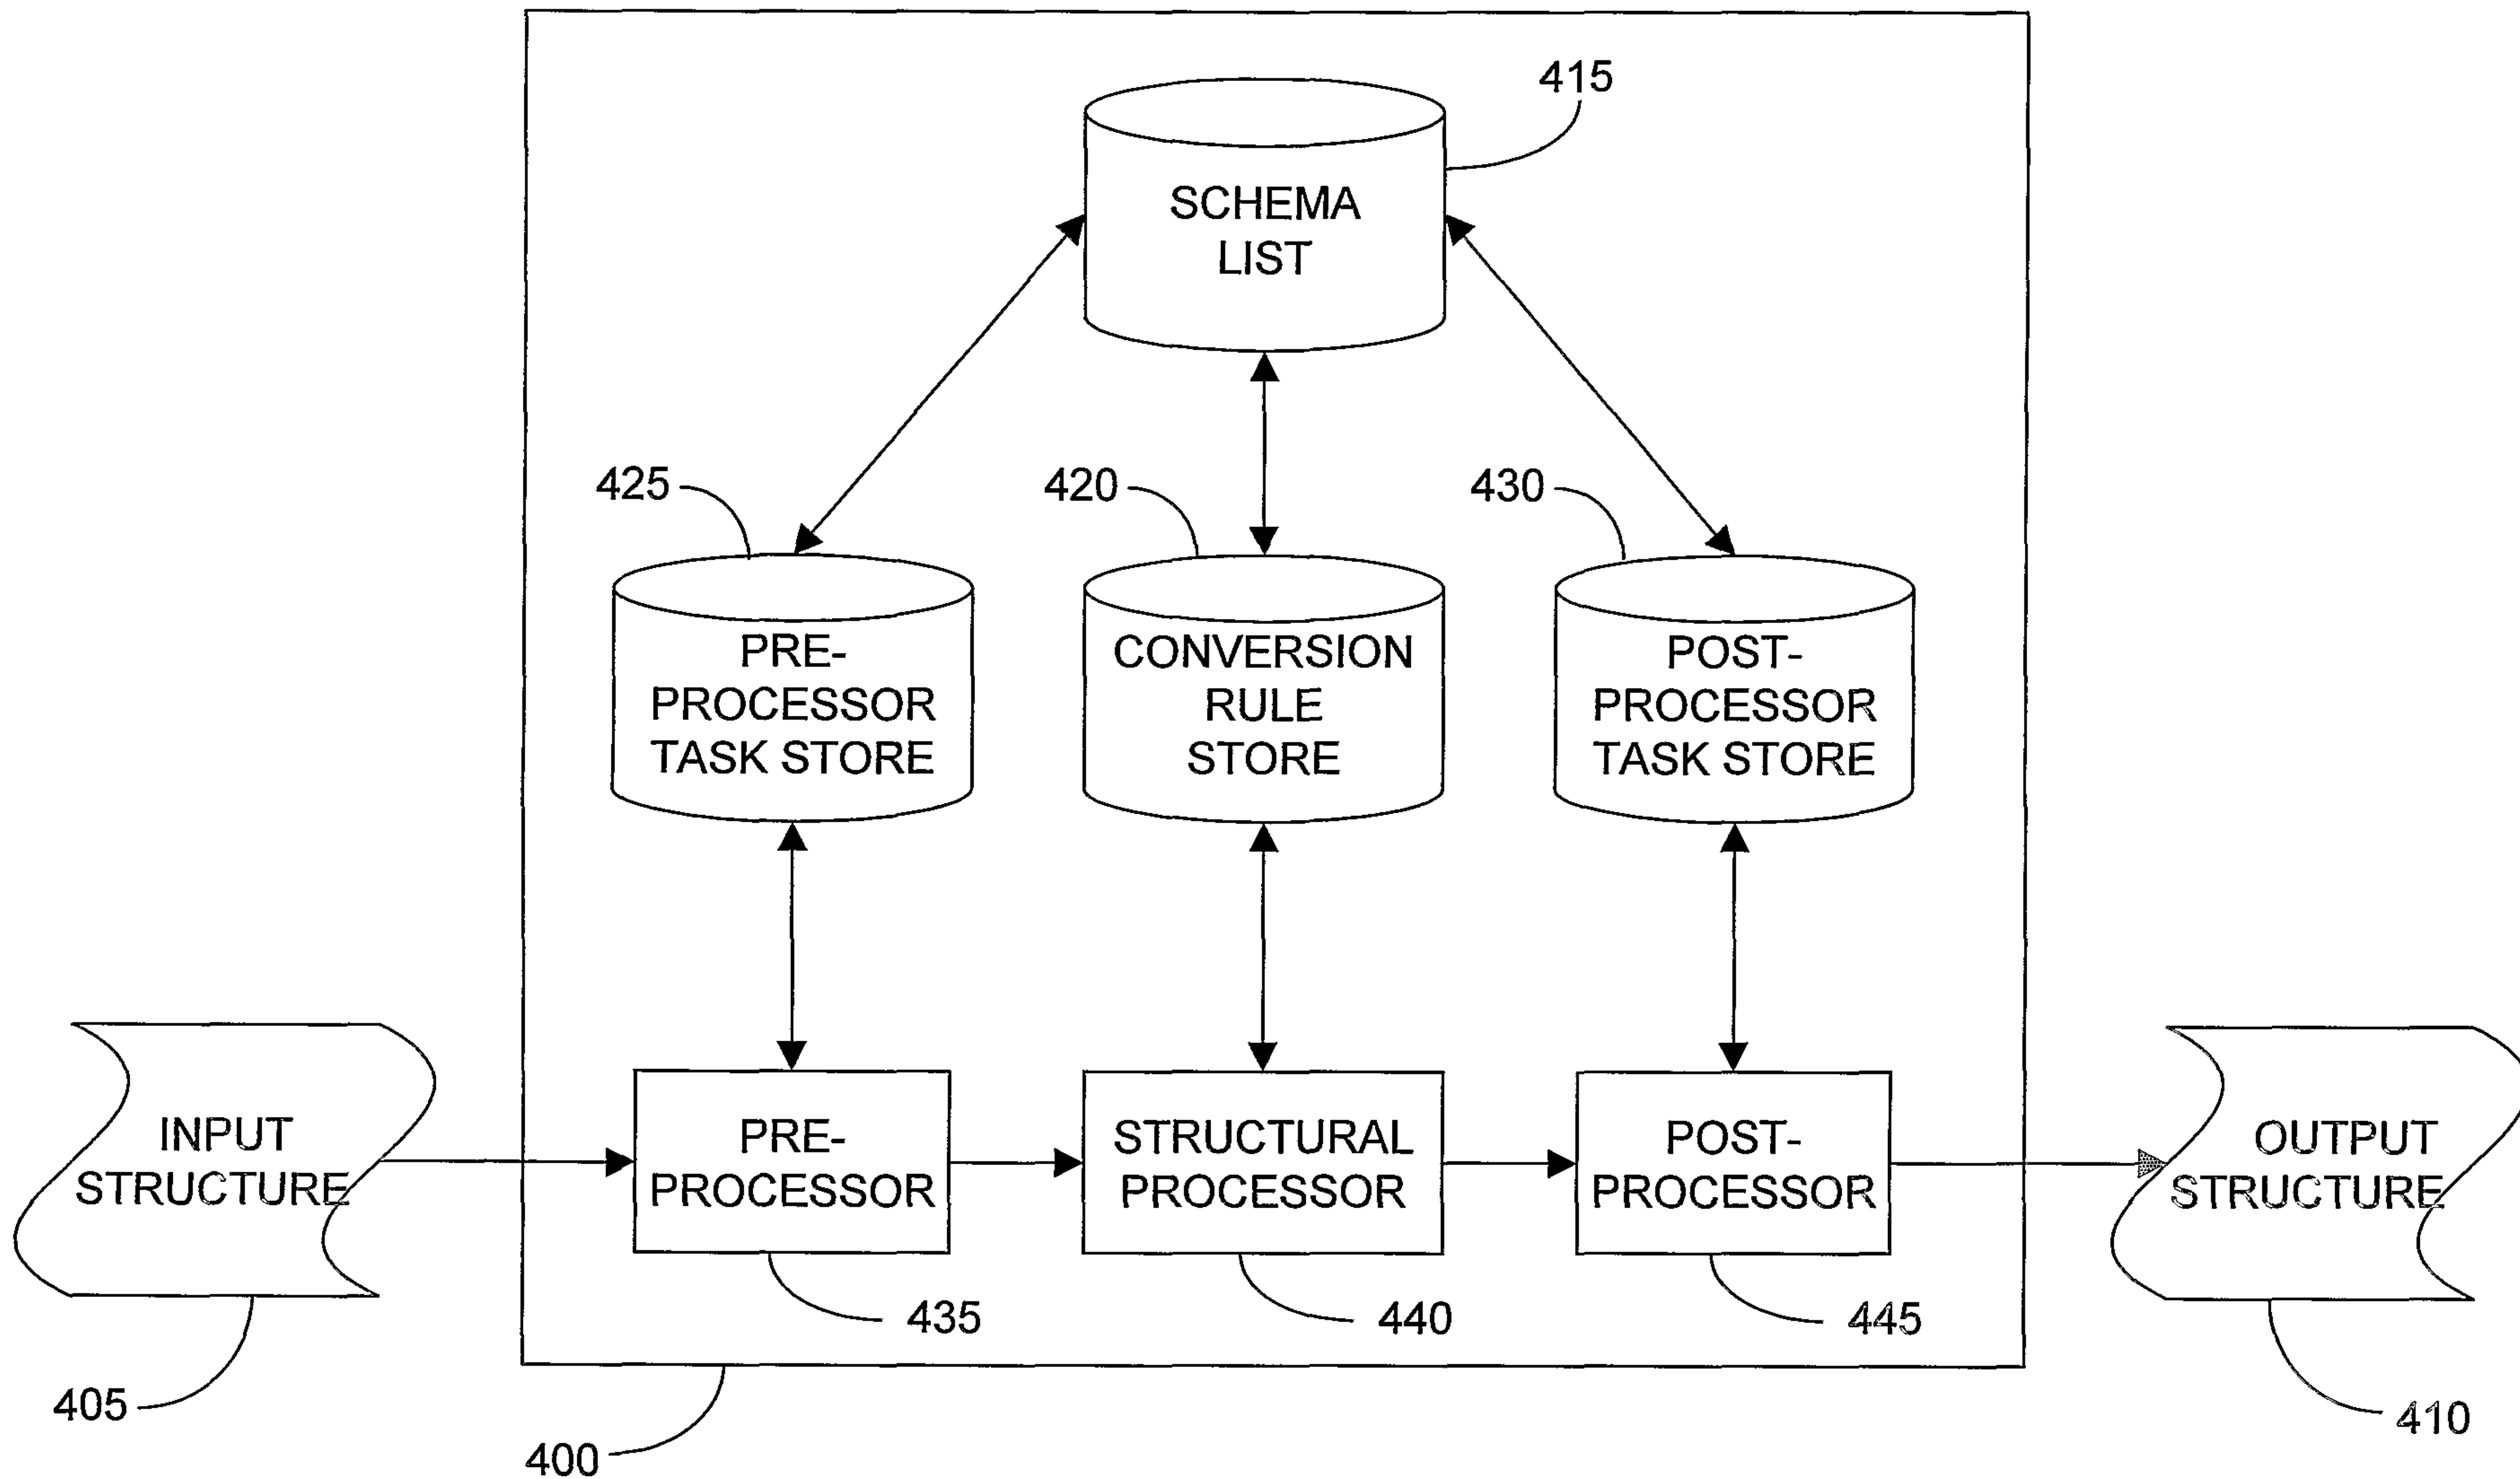 415
SCHEMA
LIST
425
420
430
PRE-
PROCESSOR
TASK STORE
CONVERSION
RULE
STORE
POST-
PROCESSOR
TASK STORE
INPUT
STRUCTURE
PRE-
PROCESSOR
STRUCTURAL
PROCESSOR
POST-
PROCESSOR
OUTPUT
STRUCTURE
435
440
445
405
400
410